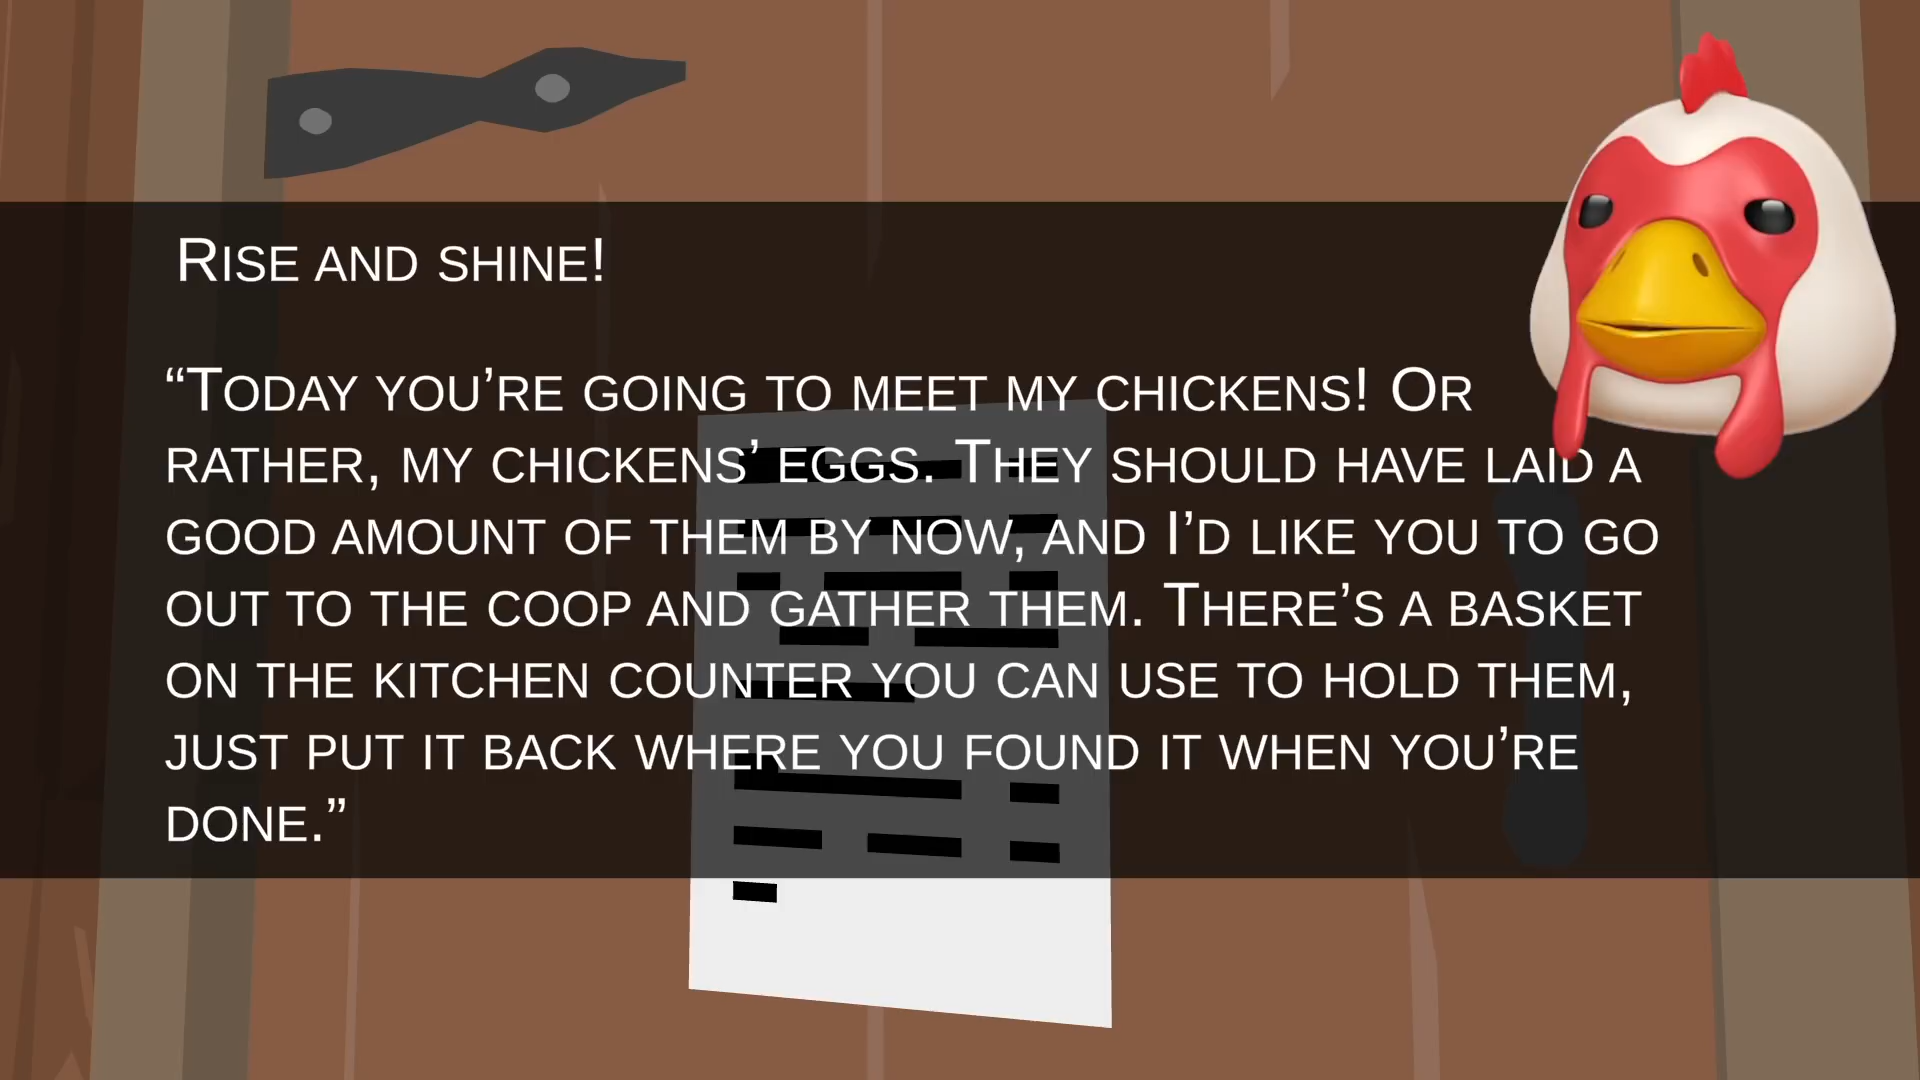 Rise and shine!
“Today you’re going to meet my chickens! Or
rather, my chickens’ eggs. They should have laid a
good amount of them by now, and I’d like you to go
out to the coop and gather them. There’s a basket
on the kitchen counter you can use to hold them,
just put it back where you found it when you’re
done.”